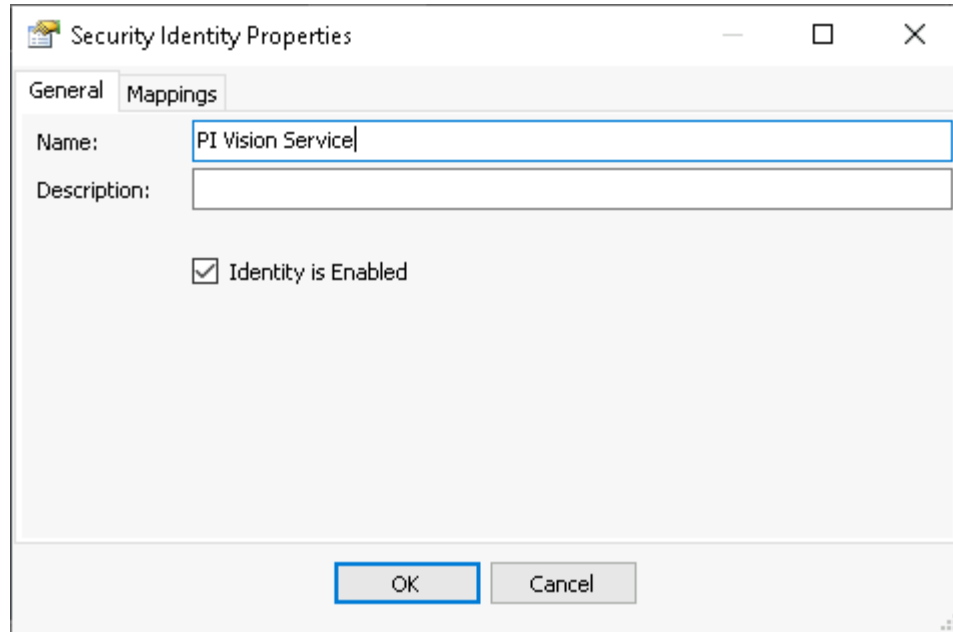 Security Identity Properties
General Mappings
Name: PI Vision Service
Description:
Identity is Enabled
OK Cancel